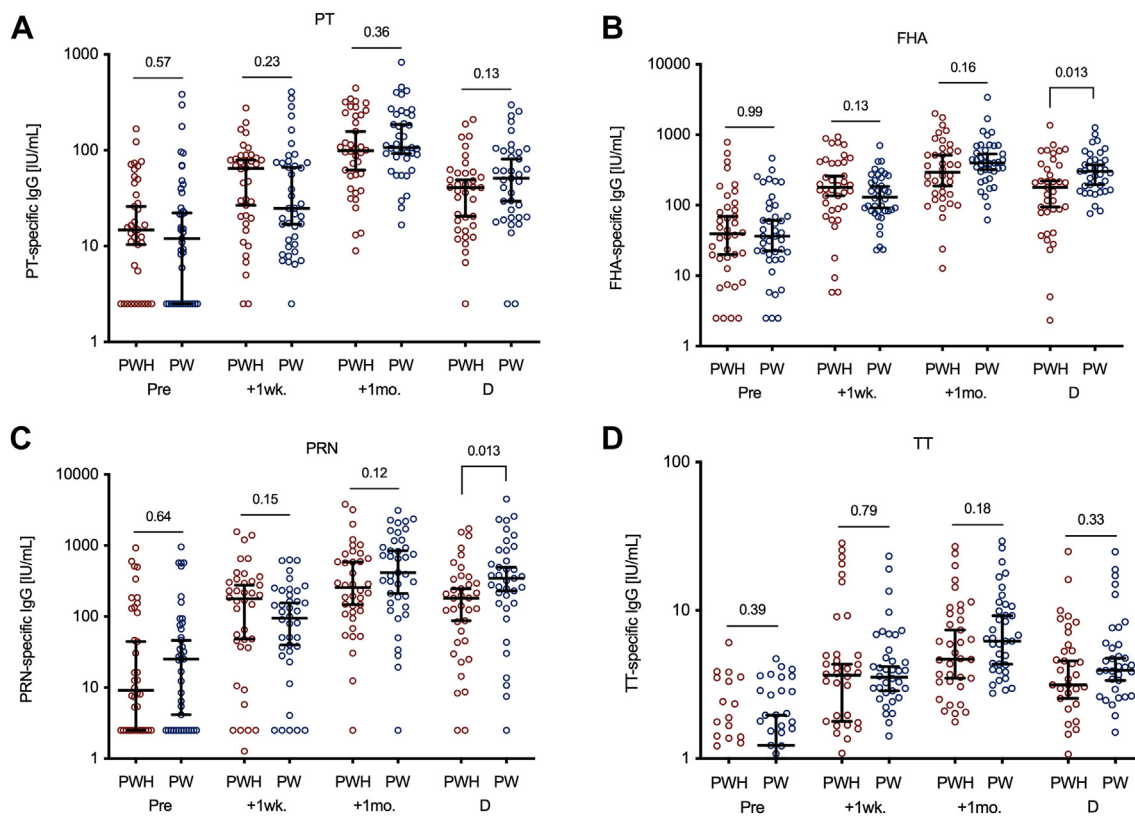 A
PT
PT-specific IgG [IU/mL]
1000
100
10
1
0.57
0.23
0.36
0.13
PWH PW PWH PW PWH PW PWH PW
Pre +1wk. +1mo. D
B
FHA
FHA-specific IgG [IU/mL]
10000
1000
100
10
1
0.99
0.13
0.16
0.013
PWH PW PWH PW PWH PW PWH PW
Pre +1wk. +1mo. D
C
PRN
PRN-specific IgG [IU/mL]
10000
1000
100
10
1
0.64
0.15
0.12
0.013
PWH PW PWH PW PWH PW PWH PW
Pre +1wk. +1mo. D
D
TT
TT-specific IgG [IU/mL]
100
10
1
0.39
0.79
0.18
0.33
PWH PW PWH PW PWH PW PWH PW
Pre +1wk. +1mo. D